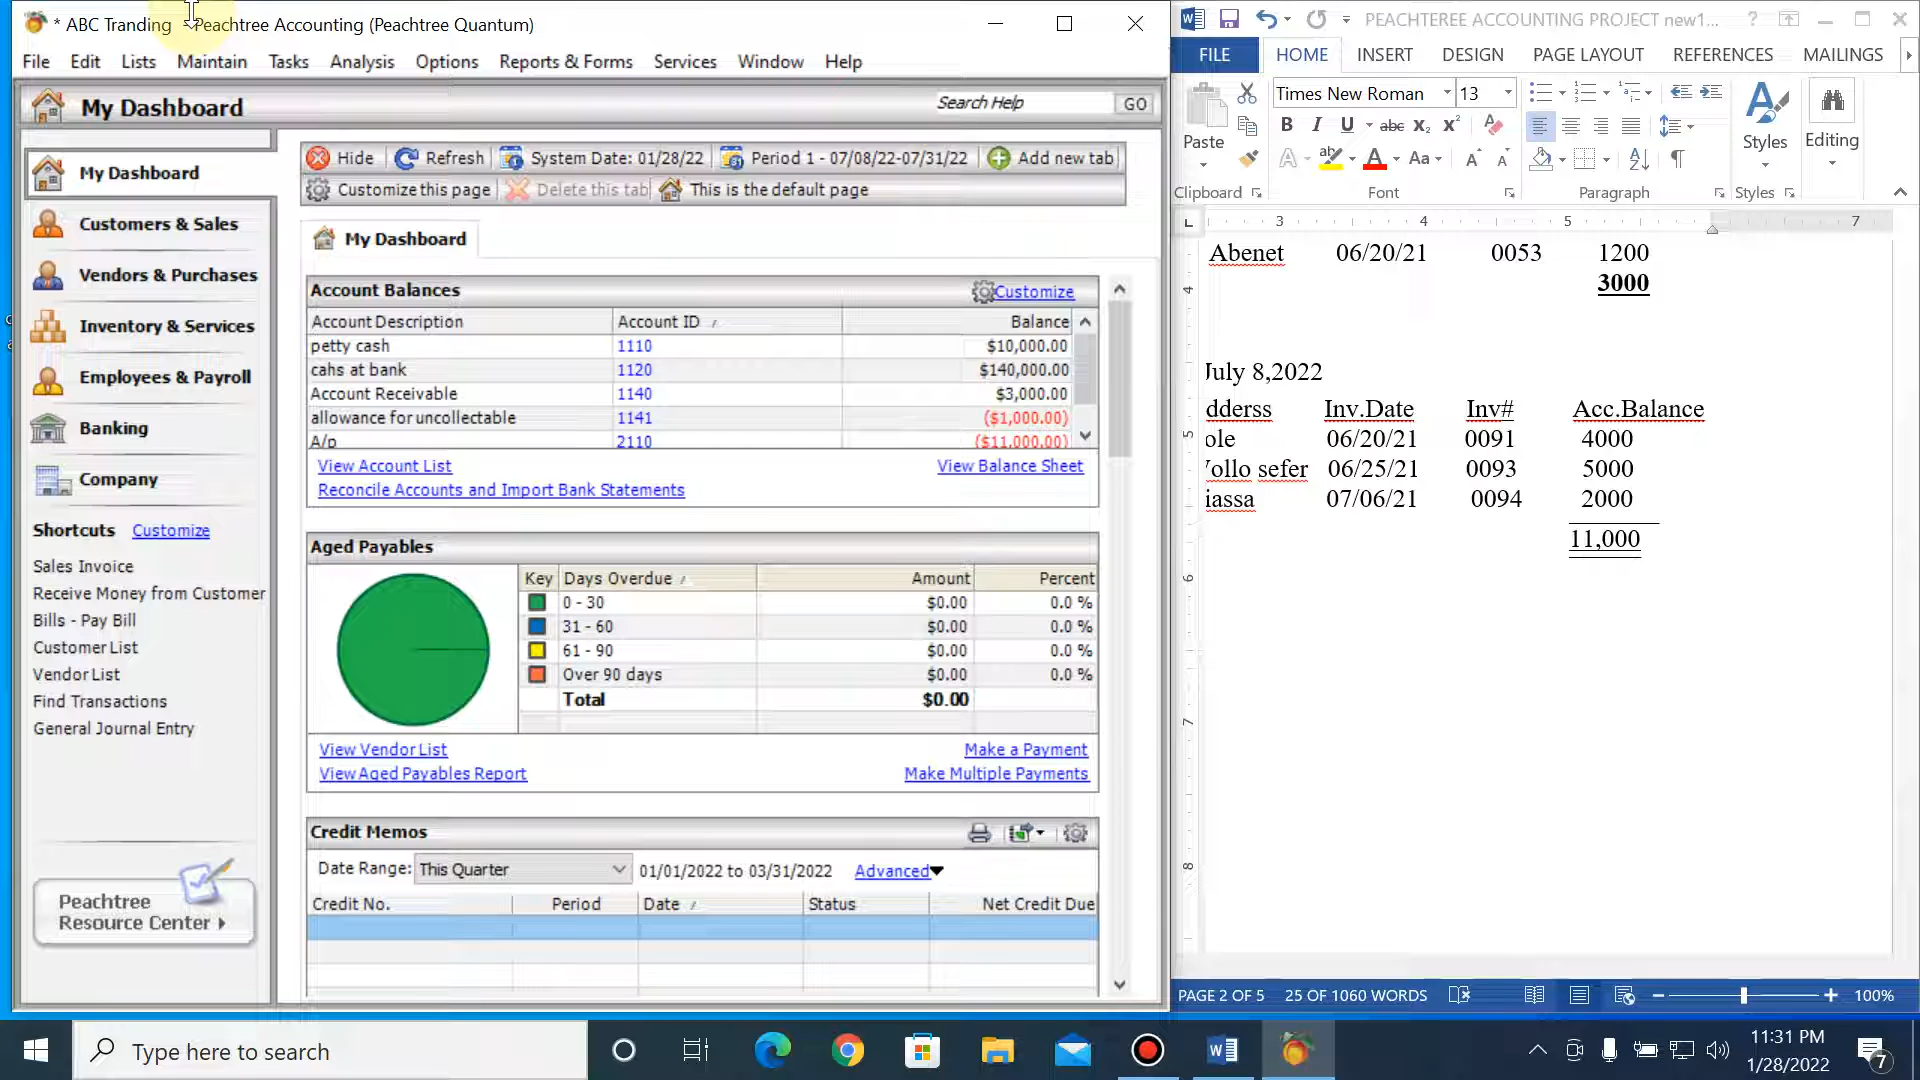 * ABC Tranding - Peachtree Accounting (Peachtree Quantum)
File Edit Lists Maintain Tasks Analysis Options Reports & Forms Services Window Help
My Dashboard
Search Help GO
My Dashboard
Customers & Sales
Vendors & Purchases
Inventory & Services
Employees & Payroll
Banking
Company
Shortcuts Customize
Sales Invoice
Receive Money from Customer
Bills - Pay Bill
Customer List
Vendor List
Find Transactions
General Journal Entry
Peachtree
Resource Center
Hide Refresh System Date: 01/28/22 Period 1 - 07/08/22-07/31/22 Add new tab
Customize this page Delete this tab This is the default page
My Dashboard
Account Balances Customize
Account Description Account ID Balance
petty cash 1110 $10,000.00
cahs at bank 1120 $140,000.00
Account Receivable 1140 $3,000.00
allowance for uncollectable 1141 ($1,000.00)
A/p 2110 ($11,000.00)
View Account List View Balance Sheet
Reconcile Accounts and Import Bank Statements
Aged Payables
Key Days Overdue Amount Percent
0 - 30 $0.00 0.0 %
31 - 60 $0.00 0.0 %
61 - 90 $0.00 0.0 %
Over 90 days $0.00 0.0 %
Total $0.00
View Vendor List Make a Payment
View Aged Payables Report Make Multiple Payments
Credit Memos
Date Range: This Quarter 01/01/2022 to 03/31/2022 Advanced
Credit No. Period Date Status Net Credit Due
PEACHTEREE ACCOUNTING PROJECT new1...
FILE HOME INSERT DESIGN PAGE LAYOUT REFERENCES MAILINGS
Times New Roman 13
Paste Styles Editing
Clipboard Font Paragraph Styles
3 4 5 7
Abenet 06/20/21 0053 1200
3000
July 8,2022
dderss Inv.Date Inv# Acc.Balance
ole 06/20/21 0091 4000
ollo sefer 06/25/21 0093 5000
iassa 07/06/21 0094 2000
11,000
4
5
6
7
8
PAGE 2 OF 5 25 OF 1060 WORDS 100%
Type here to search
11:31 PM
1/28/2022
7